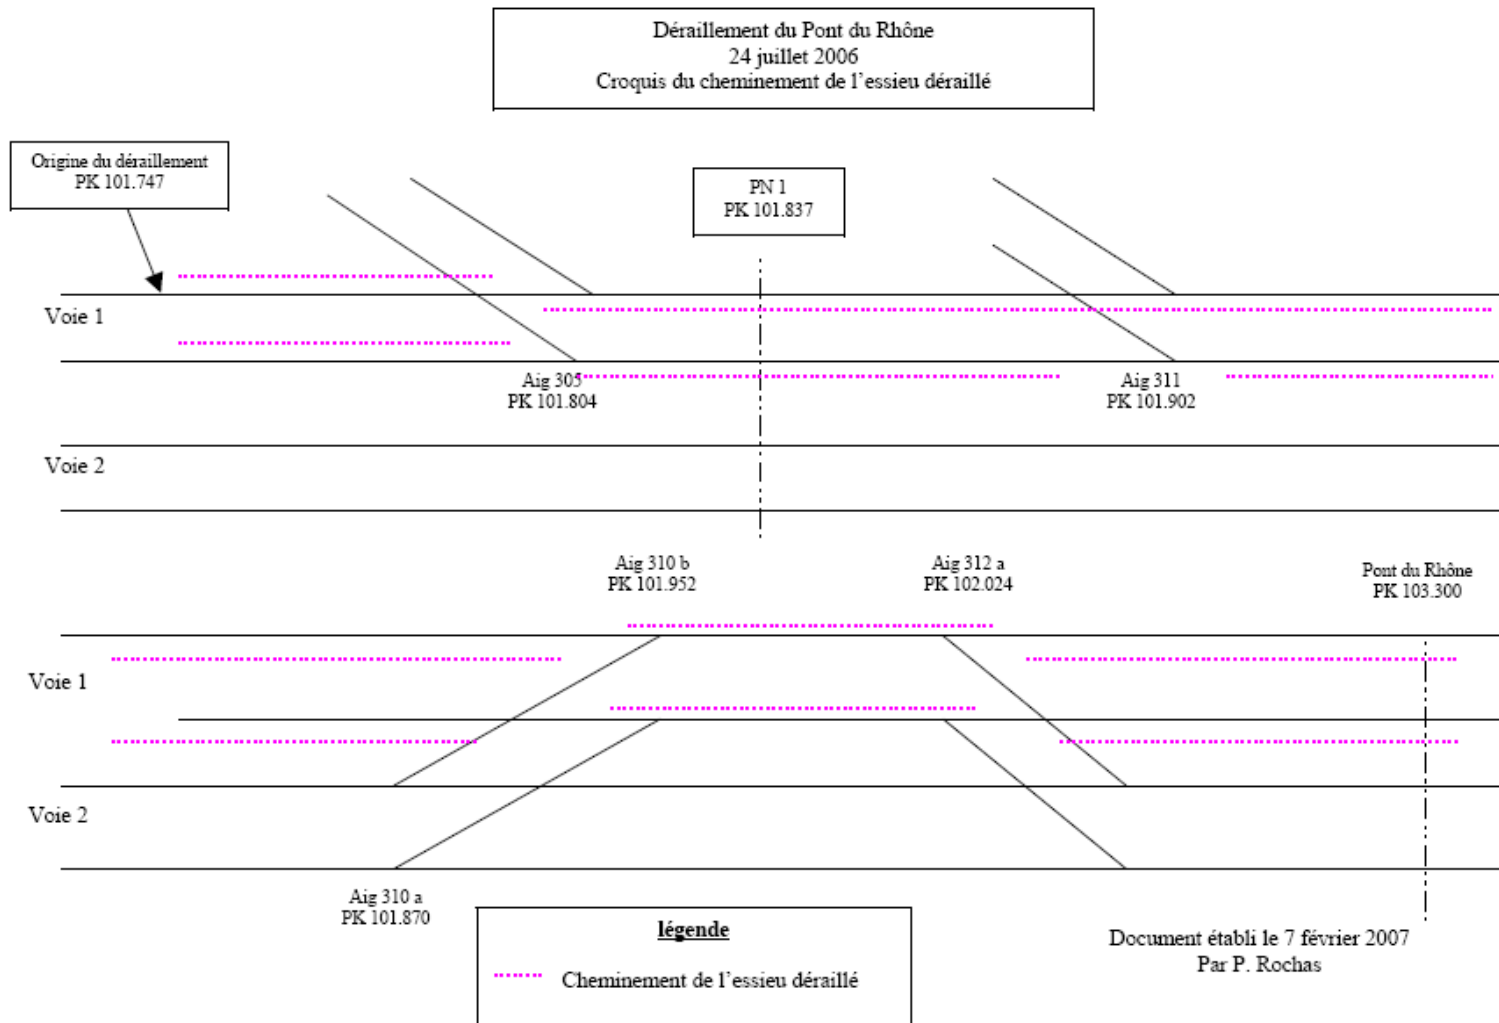 Déraillement du Pont du Rhône
24 juillet 2006
Croquis du cheminement de l'essieu déraillé
Origine du déraillement
PK 101.747
PN 1
PK 101.837
Voie 1
Aig 305
PK 101.804
Aig 311
PK 101.902
Voie 2
Aig 310 b
PK 101.952
Aig 312 a
PK 102.024
Pont du Rhône
PK 103.300
Voie 1
Voie 2
Aig 310 a
PK 101.870
légende
Cheminement de l'essieu déraillé
Document établi le 7 février 2007
Par P. Rochas